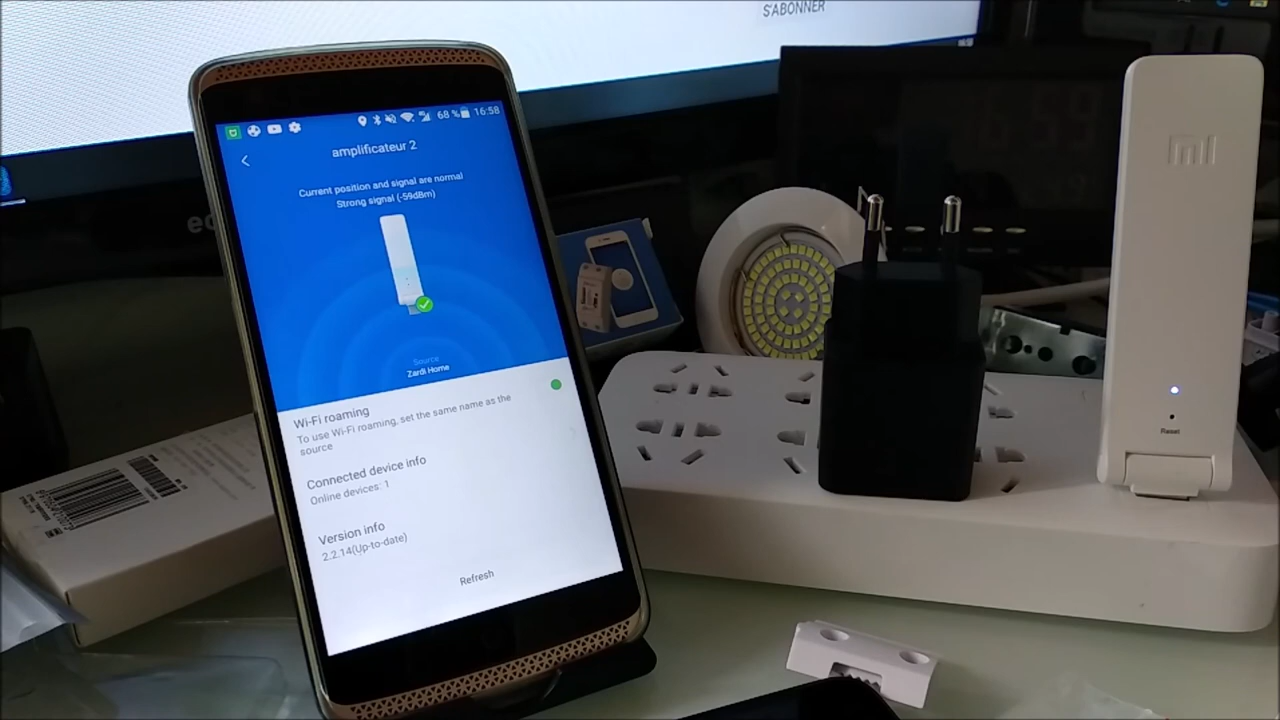 S'ABONNER
68 % 16:58
amplificateur 2
Current position and signal are normal
Strong signal (-59dBm)
Source
Zardi Home
Wi-Fi roaming
To use Wi-Fi roaming, set the same name as the
source
Connected device info
Online devices: 1
Version info
2.2.14(Up-to-date)
Refresh
mi
Reset